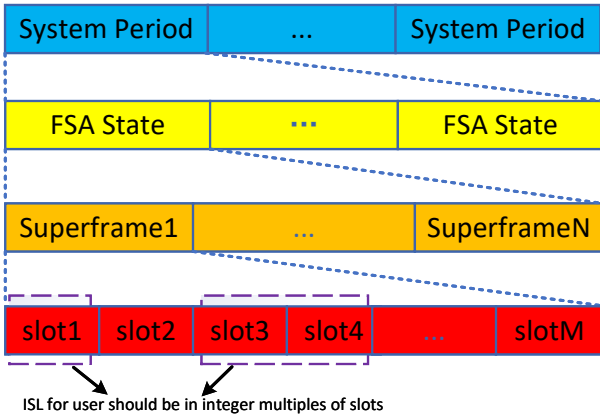 System Period ... System Period
FSA State ... FSA State
Superframe1 ... SuperframeN
slot1 slot2 slot3 slot4 ... slotM
ISL for user should be in integer multiples of slots